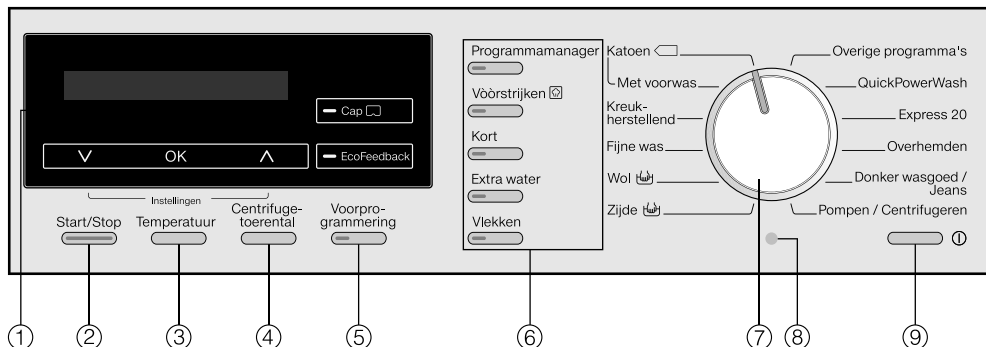 Cap
OK
EcoFeedback
Instellingen
Start/Stop
Temperatuur
Centrifuge-
toerental
Voorpro-
grammering
Programmamanager
Vòòrstrijken
Kort
Extra water
Vlekken
Katoen
Met voorwas
Kreuk-
herstellend
Fijne was
Wol
Zijde
Overige programma's
QuickPowerWash
Express 20
Overhemden
Donker wasgoed /
Jeans
Pompen / Centrifugeren
1 2 3 4 5 6 7 8 9